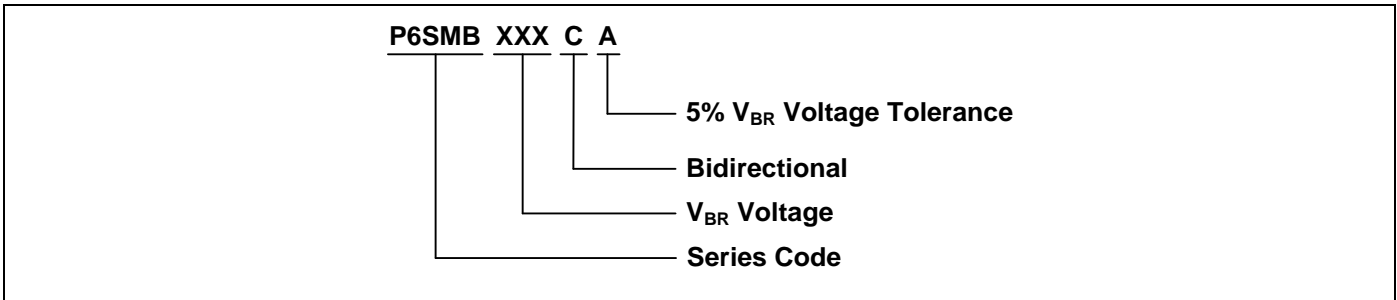 P6SMB XXX C A
5% VBR Voltage Tolerance
Bidirectional
VBR Voltage
Series Code